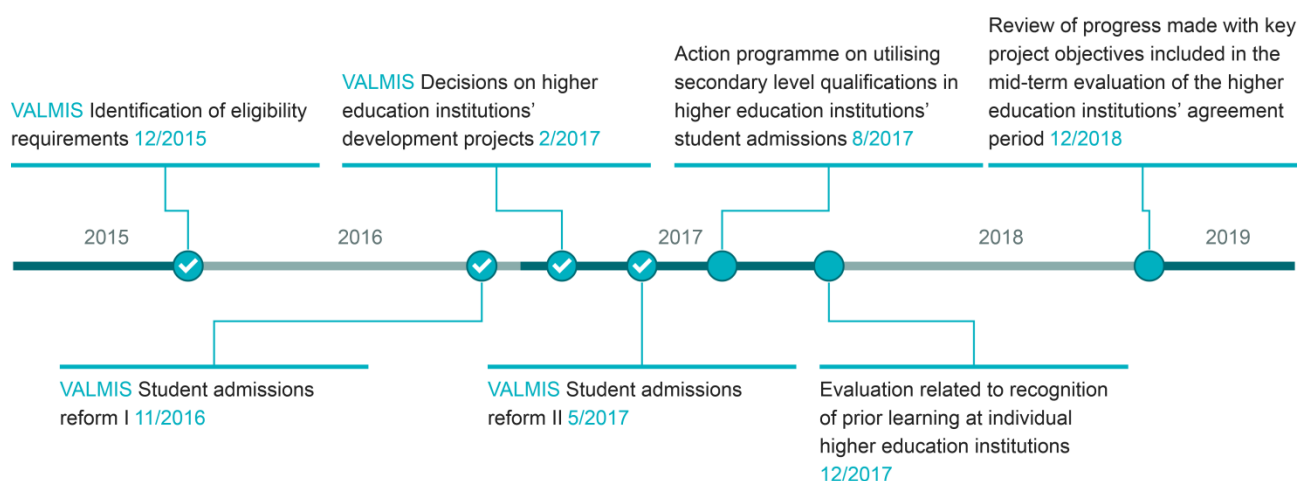 VALMIS Identification of eligibility
requirements 12/2015
VALMIS Decisions on higher
education institutions’
development projects 2/2017
Action programme on utilising
secondary level qualifications in
higher education institutions’
student admissions 8/2017
Review of progress made with key
project objectives included in the
mid-term evaluation of the higher
education institutions’ agreement
period 12/2018
2015
2016
2017
2018
2019
VALMIS Student admissions
reform I 11/2016
VALMIS Student admissions
reform II 5/2017
Evaluation related to recognition
of prior learning at individual
higher education institutions
12/2017